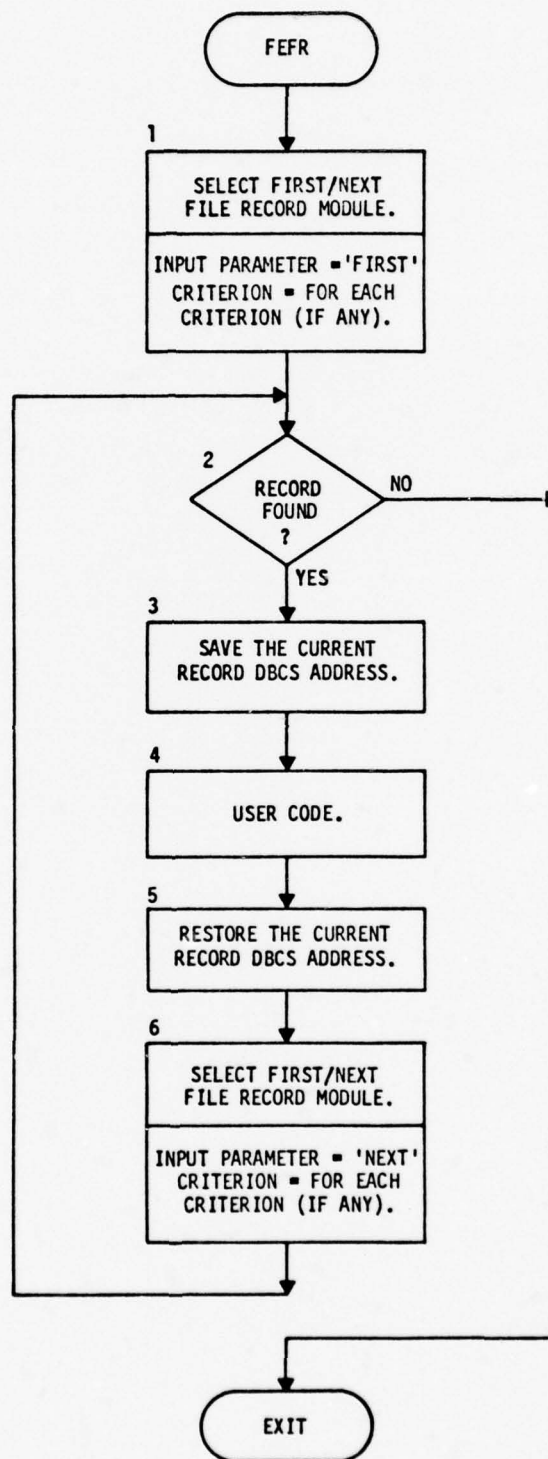 FEFR
1
SELECT FIRST/NEXT
FILE RECORD MODULE.
INPUT PARAMETER = 'FIRST'
CRITERION = FOR EACH
CRITERION (IF ANY).
2
RECORD
FOUND
?
NO
YES
3
SAVE THE CURRENT
RECORD DBCS ADDRESS.
4
USER CODE.
5
RESTORE THE CURRENT
RECORD DBCS ADDRESS.
6
SELECT FIRST/NEXT
FILE RECORD MODULE.
INPUT PARAMETER = 'NEXT'
CRITERION = FOR EACH
CRITERION (IF ANY).
EXIT